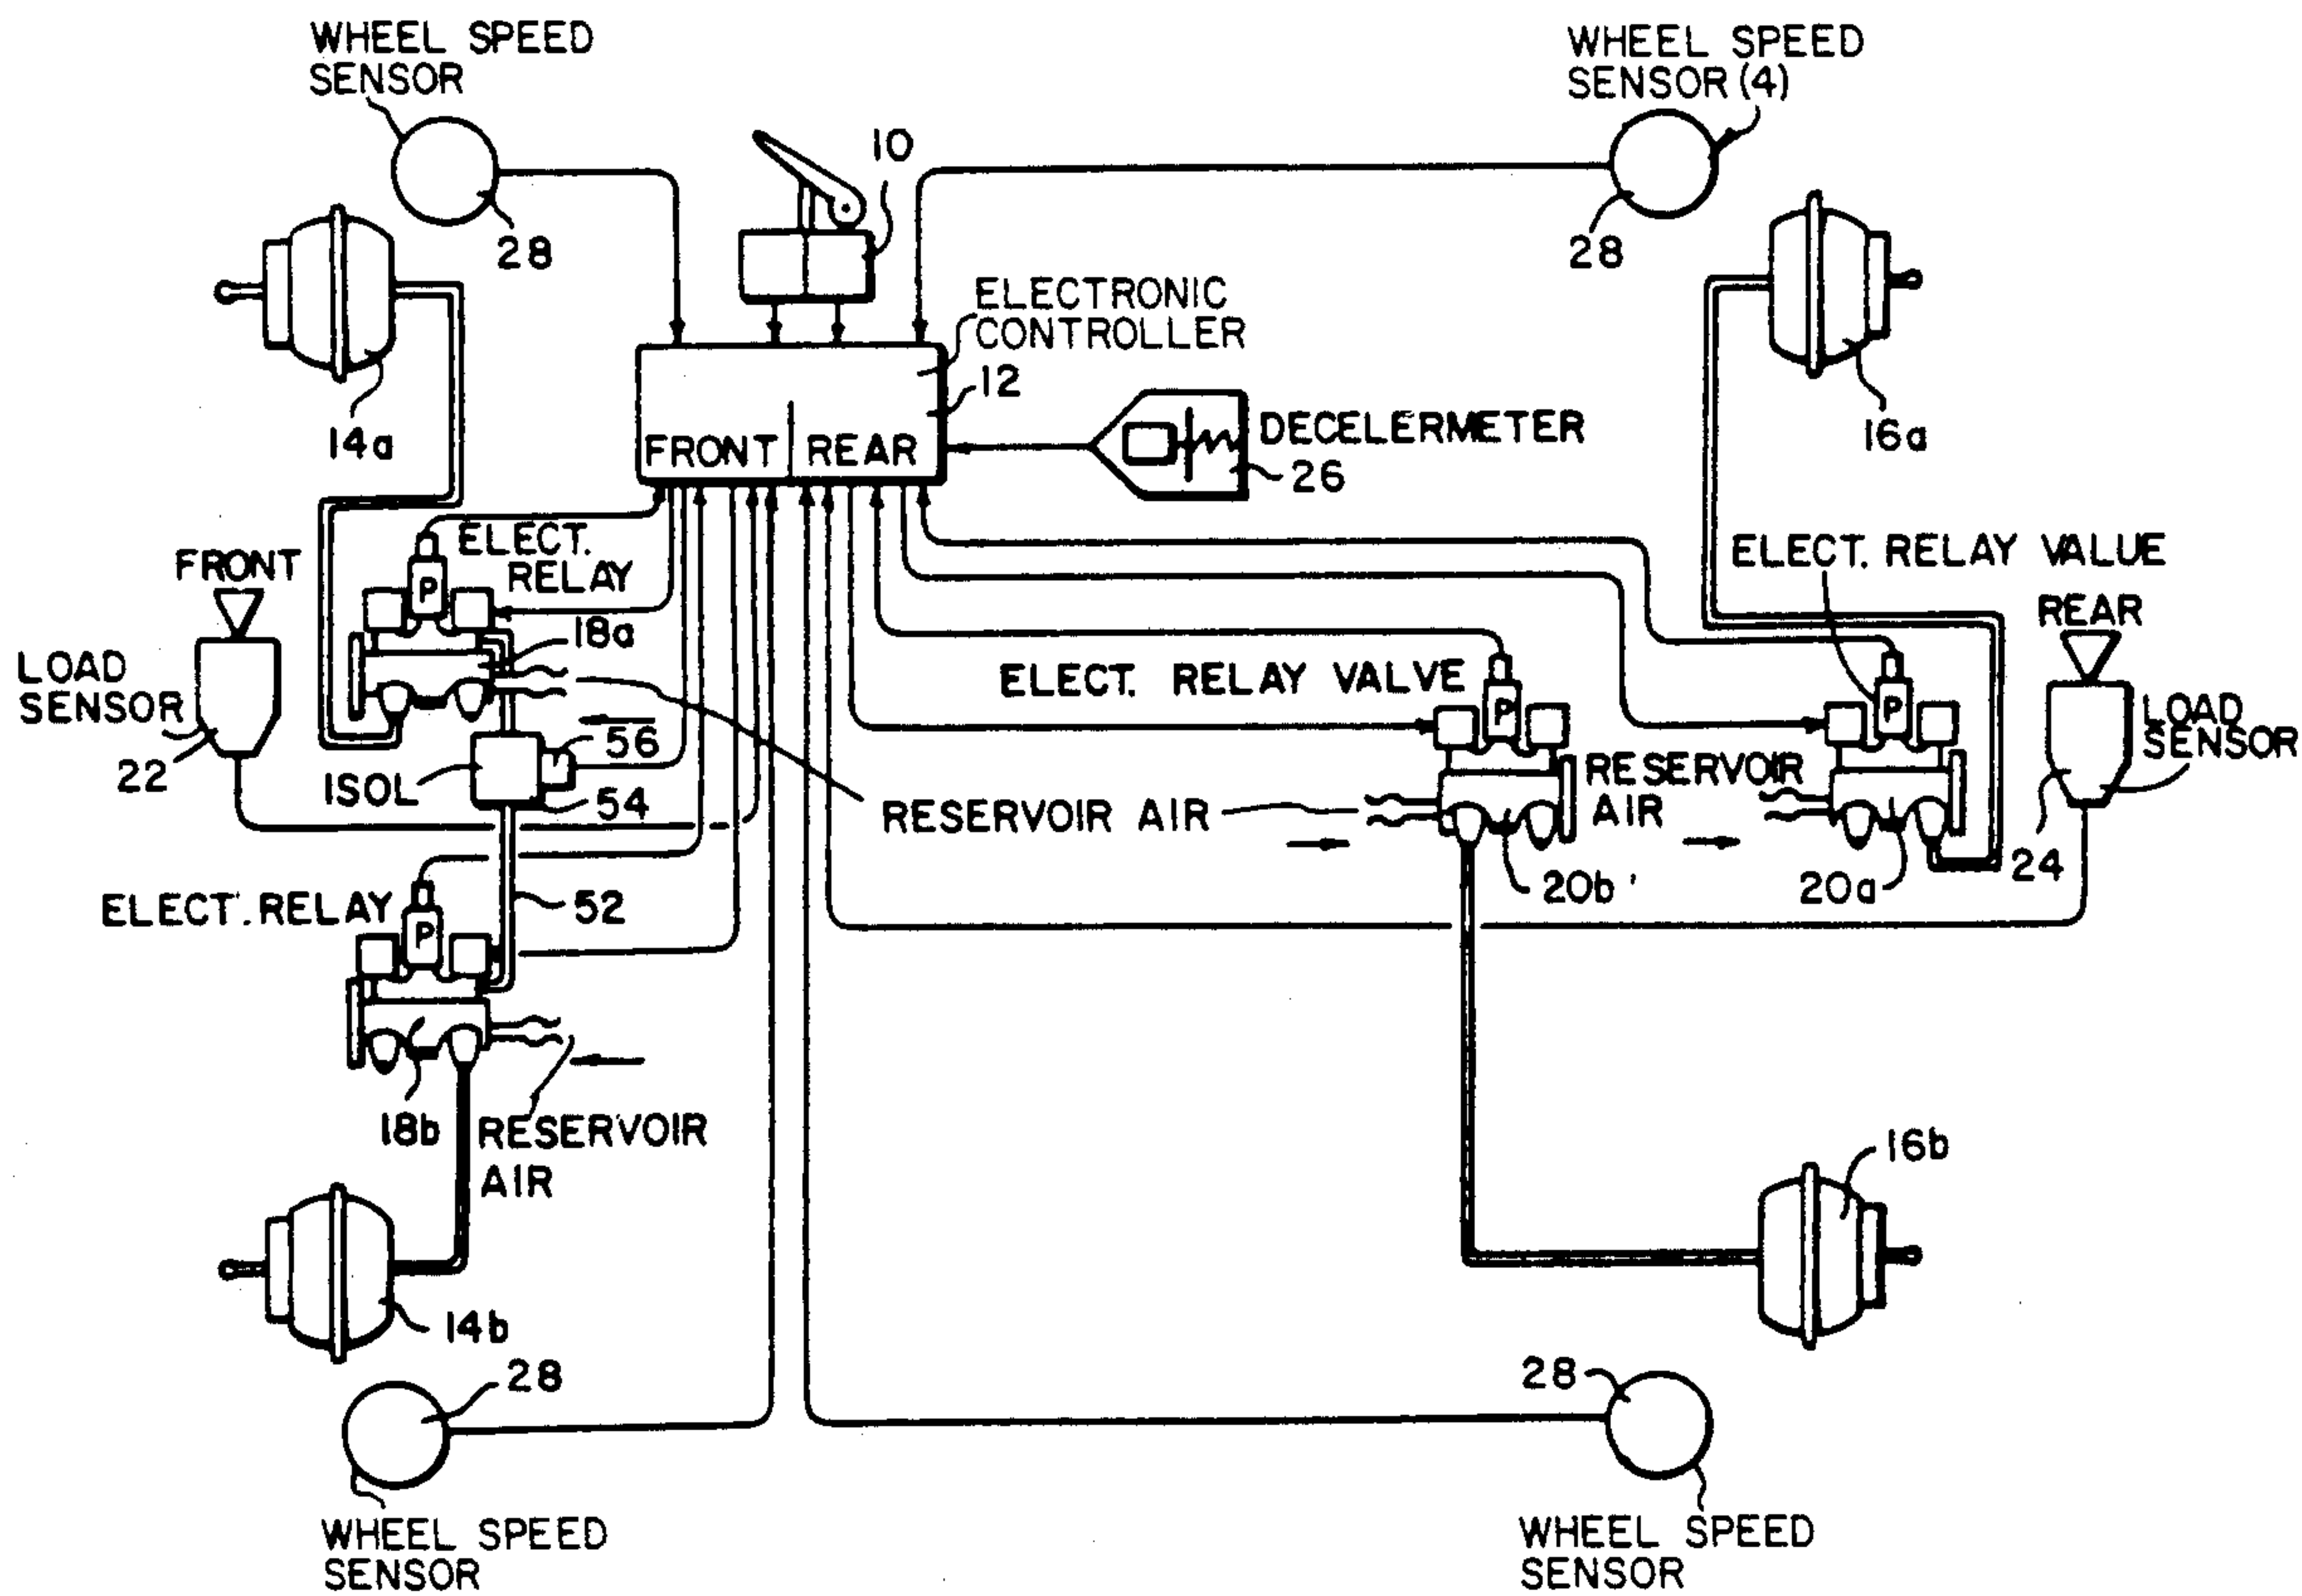 WHEEL SPEED
SENSOR
WHEEL SPEED
SENSOR (4)
10
28
28
ELECTRONIC
CONTROLLER
12
14a
FRONT REAR
DECELERMETER
26
16a
FRONT
ELECT.
RELAY
P
18a
LOAD
SENSOR
22
ISOL
56
54
ELECT. RELAY VALVE
P
RESERVOIR AIR
RESERVOIR
AIR
20b'
ELECT. RELAY VALUE
REAR
P
LOAD
SENSOR
20a
24
ELECT. RELAY
52
P
18b
RESERVOIR
AIR
16b
14b
28
28
WHEEL SPEED
SENSOR
WHEEL SPEED
SENSOR